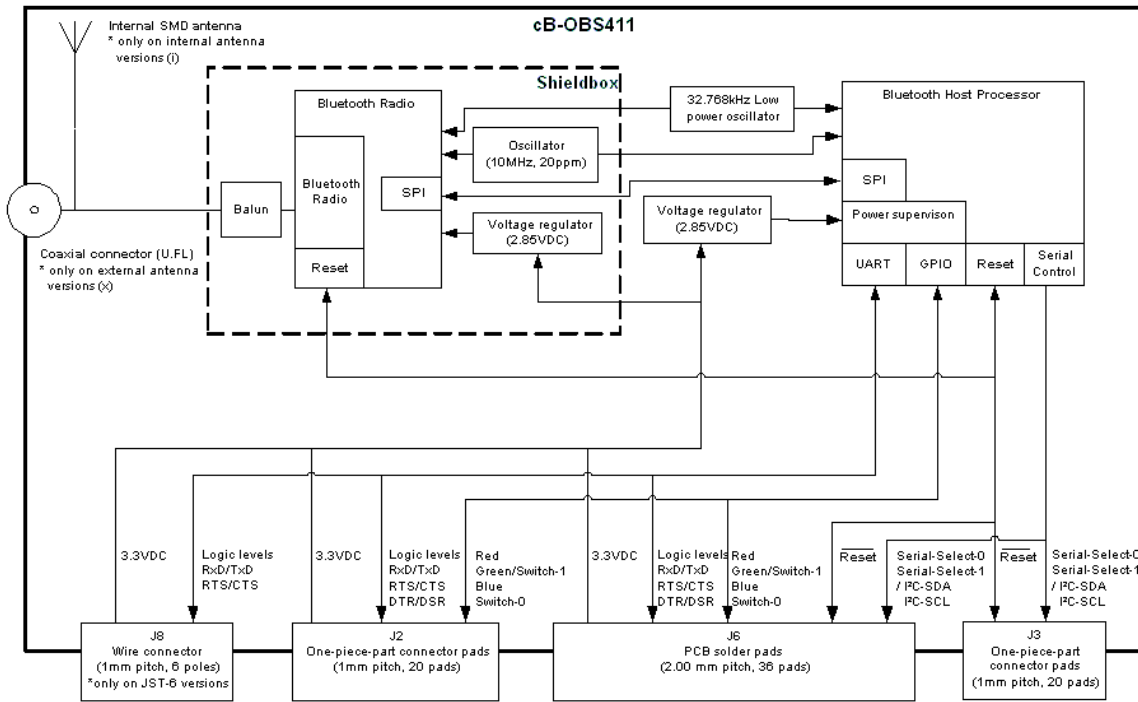 cB-OBS411
Internal SMD antenna
* only on internal antenna
versions (i)
Shieldbox
Bluetooth Radio
32.768kHz Low
power oscillator
Bluetooth Host Processor
Oscillator
(10MHz, 20ppm)
Bluetooth
Radio
SPI
SPI
Balun
Voltage regulator
(2.85VDC)
Voltage regulator
(2.85VDC)
Power supervison
Coaxial connector (U.FL)
* only on external antenna
versions (x)
Reset
UART
GPIO
Reset
Serial
Control
3.3VDC
Logic levels
RxD/TxD
RTS/CTS
3.3VDC
Logic levels
RxD/TxD
RTS/CTS
DTR/DSR
Red
Green/Switch-1
Blue
Switch-0
3.3VDC
Logic levels
RxD/TxD
RTS/CTS
DTR/DSR
Red
Green/Switch-1
Blue
Switch-0
Reset
Serial-Select-0
Serial-Select-1
/ I²C-SDA
I²C-SCL
Reset
Serial-Select-0
Serial-Select-1
/ I²C-SDA
I²C-SCL
J8
Wire connector
(1mm pitch, 6 poles)
*only on JST-6 versions
J2
One-piece-part connector pads
(1mm pitch, 20 pads)
J6
PCB solder pads
(2.00 mm pitch, 36 pads)
J3
One-piece-part
connector pads
(1mm pitch, 20 pads)